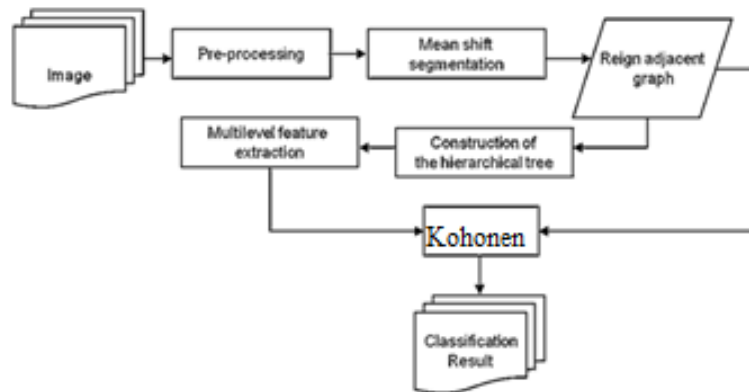 Image
Pre-processing
Mean shift
segmentation
Reign adjacent
graph
Multilevel feature
extraction
Construction of
the hierarchical tree
Kohonen
Classification
Result